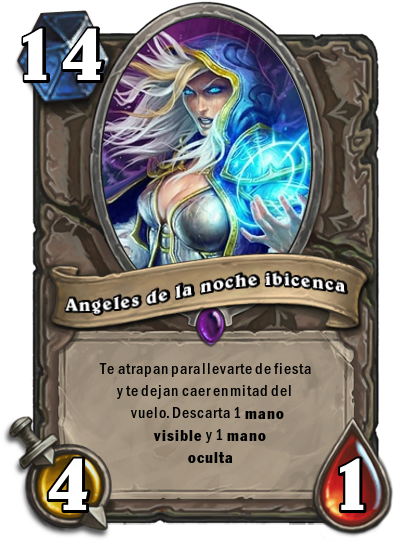 14
Angeles de la noche ibicenca
Te atrapan para llevarte de fiesta
y te dejan caer en mitad del
vuelo. Descarta 1 mano
visible y 1 mano
oculta
4
1